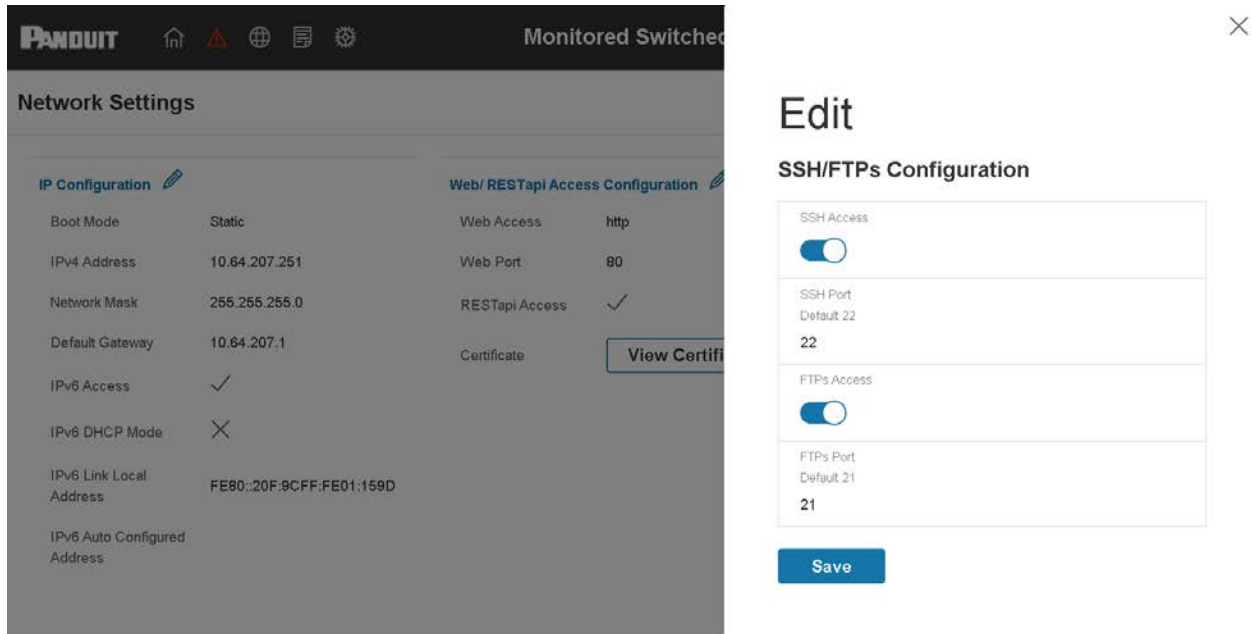 PANDUIT
Monitored Switched
Network Settings
IP Configuration
Boot Mode Static
IPv4 Address 10.64.207.251
Network Mask 255.255.255.0
Default Gateway 10.64.207.1
IPv6 Access
IPv6 DHCP Mode
IPv6 Link Local
Address
FE80::20F:9CFF:FE01:159D
IPv6 Auto Configured
Address
Web/ RESTapi Access Configuration
Web Access http
Web Port 80
RESTapi Access
Certificate View Certifi
Edit
SSH/FTPs Configuration
SSH Access
SSH Port
Default 22
22
FTPs Access
FTPs Port
Default 21
21
Save